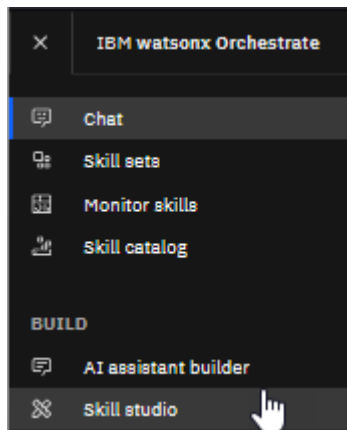 IBM watsonx Orchestrate
Chat
Skill sets
Monitor skills
Skill catalog
BUILD
AI assistant builder
Skill studio